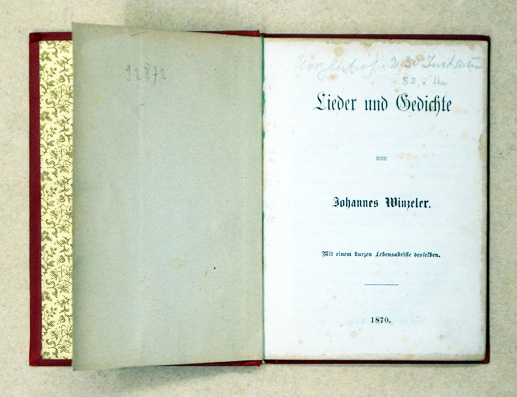 92872
Lieder und Gedichte
von
Johannes Winzeler.
Mit einem kurzen Lebensabrisse desselben.
1870.